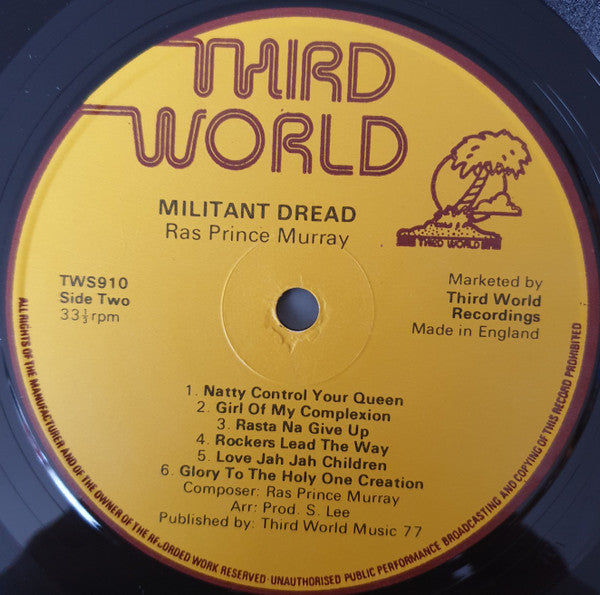 THIRD
WORLD
THIRD WORLD
MILITANT DREAD
Ras Prince Murray
TWS910
Side Two
33⅓rpm
Marketed by
Third World
Recordings
Made in England
1. Natty Control Your Queen
2. Girl Of My Complexion
3. Rasta Na Give Up
4. Rockers Lead The Way
5. Love Jah Jah Children
6. Glory To The Holy One Creation
Composer: Ras Prince Murray
Arr: Prod. S. Lee
Published by: Third World Music 77
ALL RIGHTS OF THE MANUFACTURER AND OF THE OWNER OF THE RECORDED WORK RESERVED · UNAUTHORISED PUBLIC PERFORMANCE BROADCASTING AND COPYING OF THIS RECORD PROHIBITED